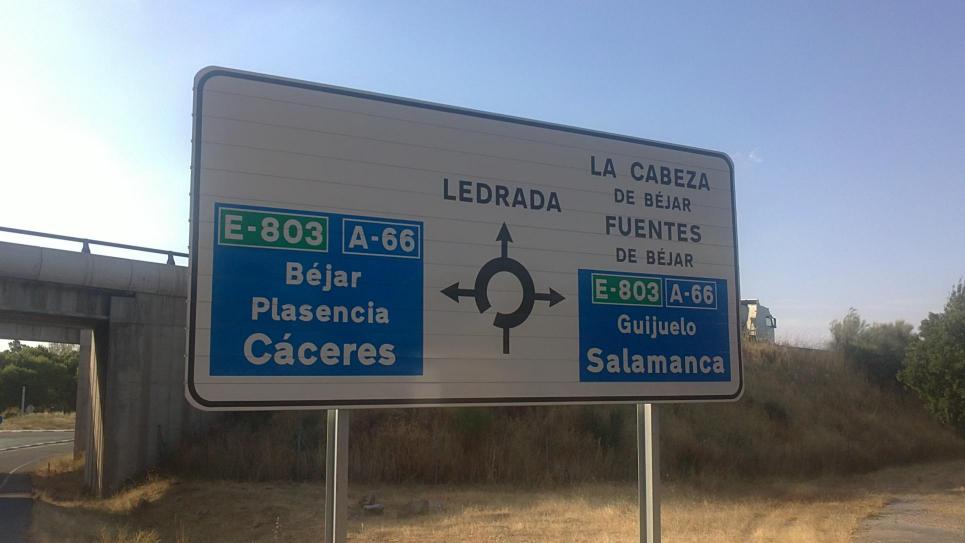 LEDRADA
E-803 A-66
Béjar
Plasencia
Cáceres
LA CABEZA
DE BÉJAR
FUENTES
DE BÉJAR
E-803 A-66
Guijuelo
Salamanca